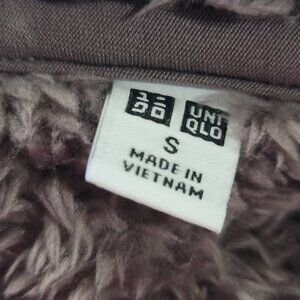 ユニ UNI
クロ QLO
S
MADE IN
VIETNAM